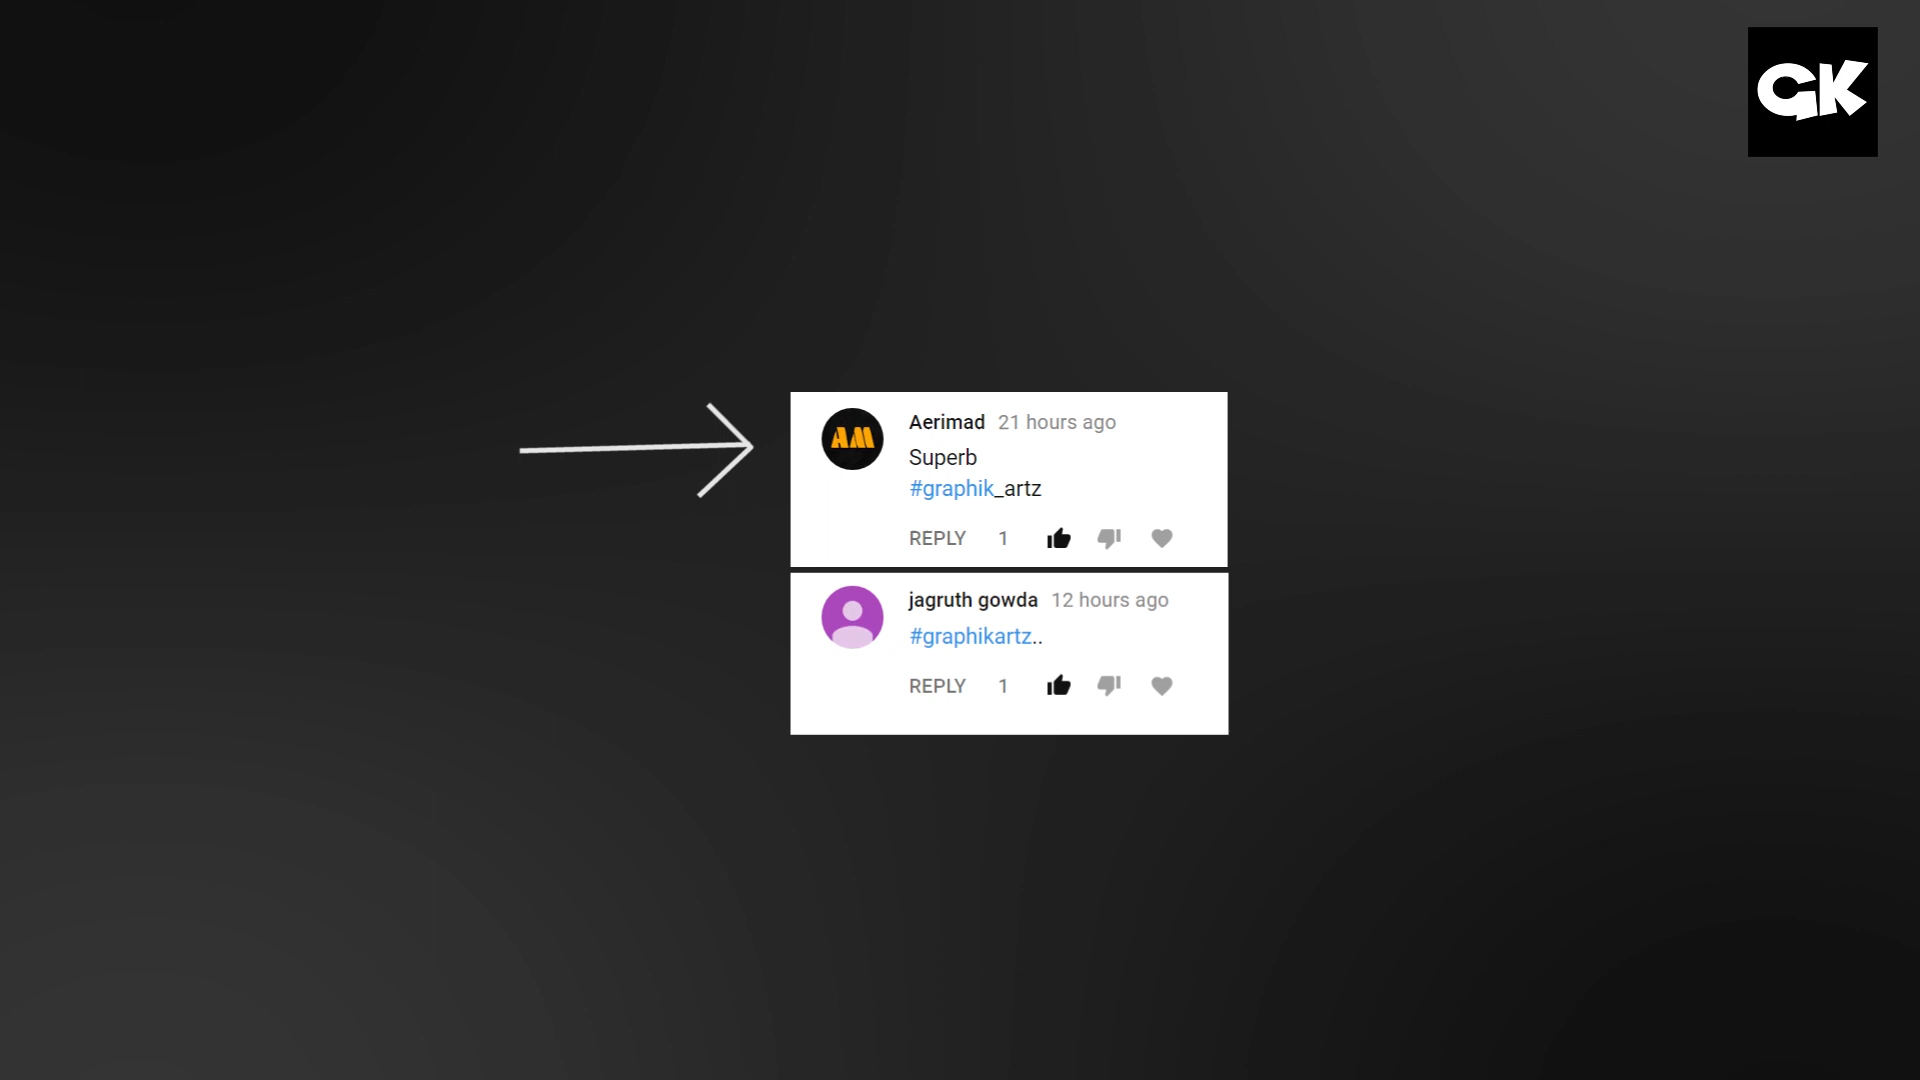 GK
AM
Aerimad 21 hours ago
Superb
#graphik_artz
REPLY 1
jagruth gowda 12 hours ago
#graphikartz..
REPLY 1